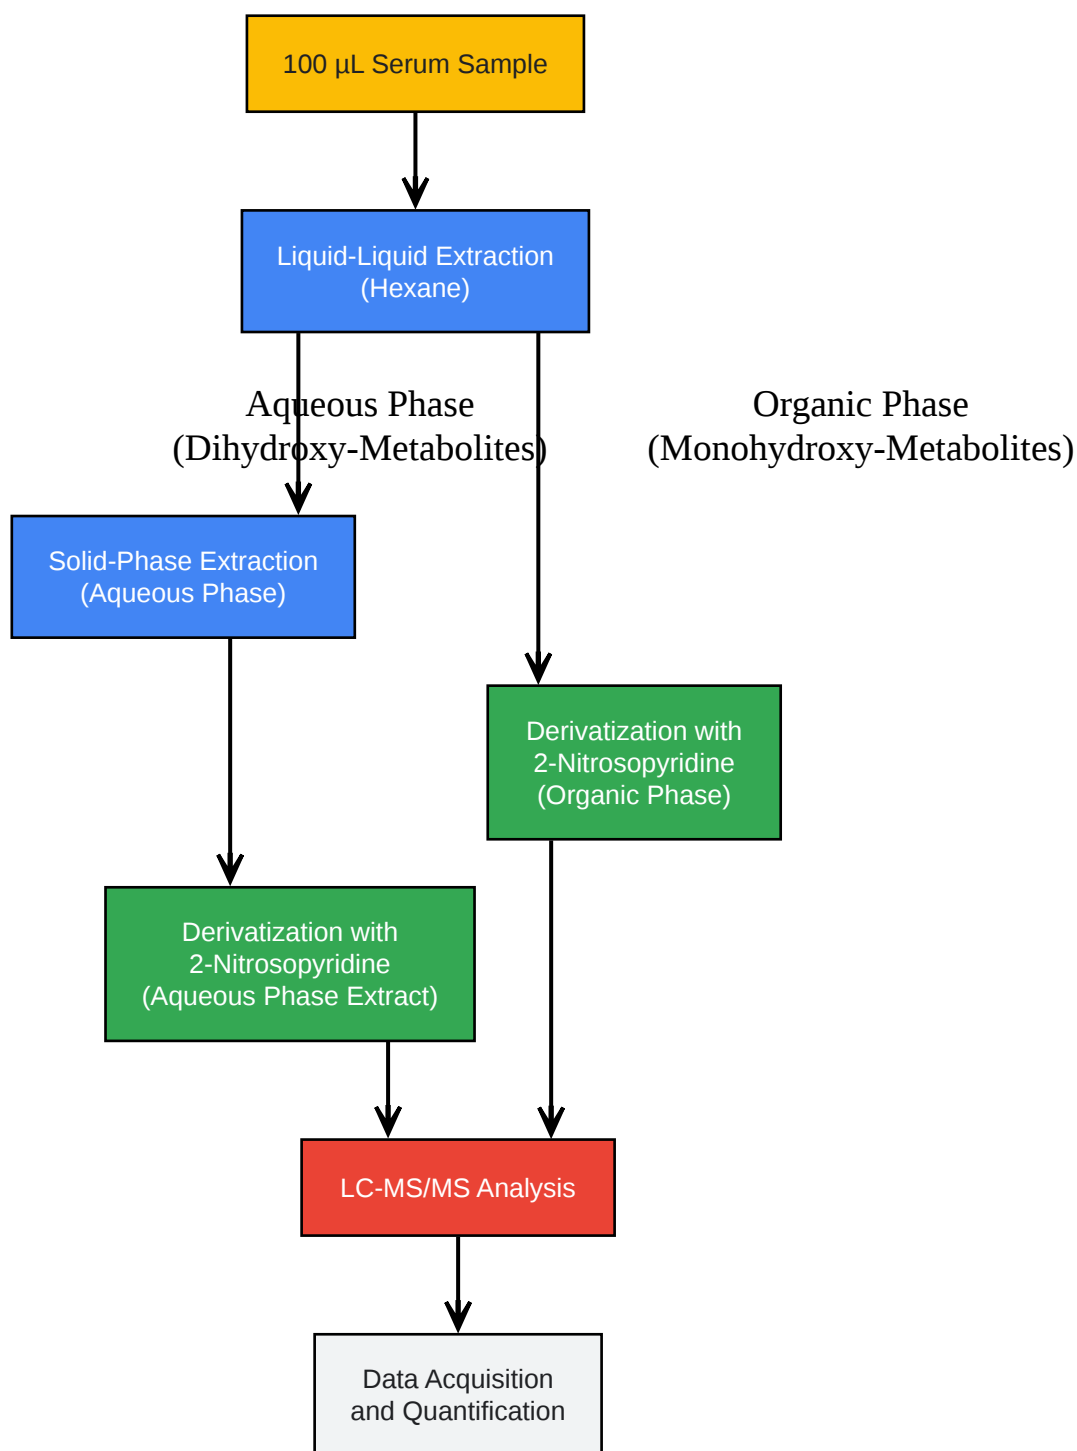 100 µL Serum Sample
Liquid-Liquid Extraction
(Hexane)
Aqueous Phase
(Dihydroxy-Metabolites)
Organic Phase
(Monohydroxy-Metabolites)
Solid-Phase Extraction
(Aqueous Phase)
Derivatization with
2-Nitrosopyridine
(Organic Phase)
Derivatization with
2-Nitrosopyridine
(Aqueous Phase Extract)
LC-MS/MS Analysis
Data Acquisition
and Quantification